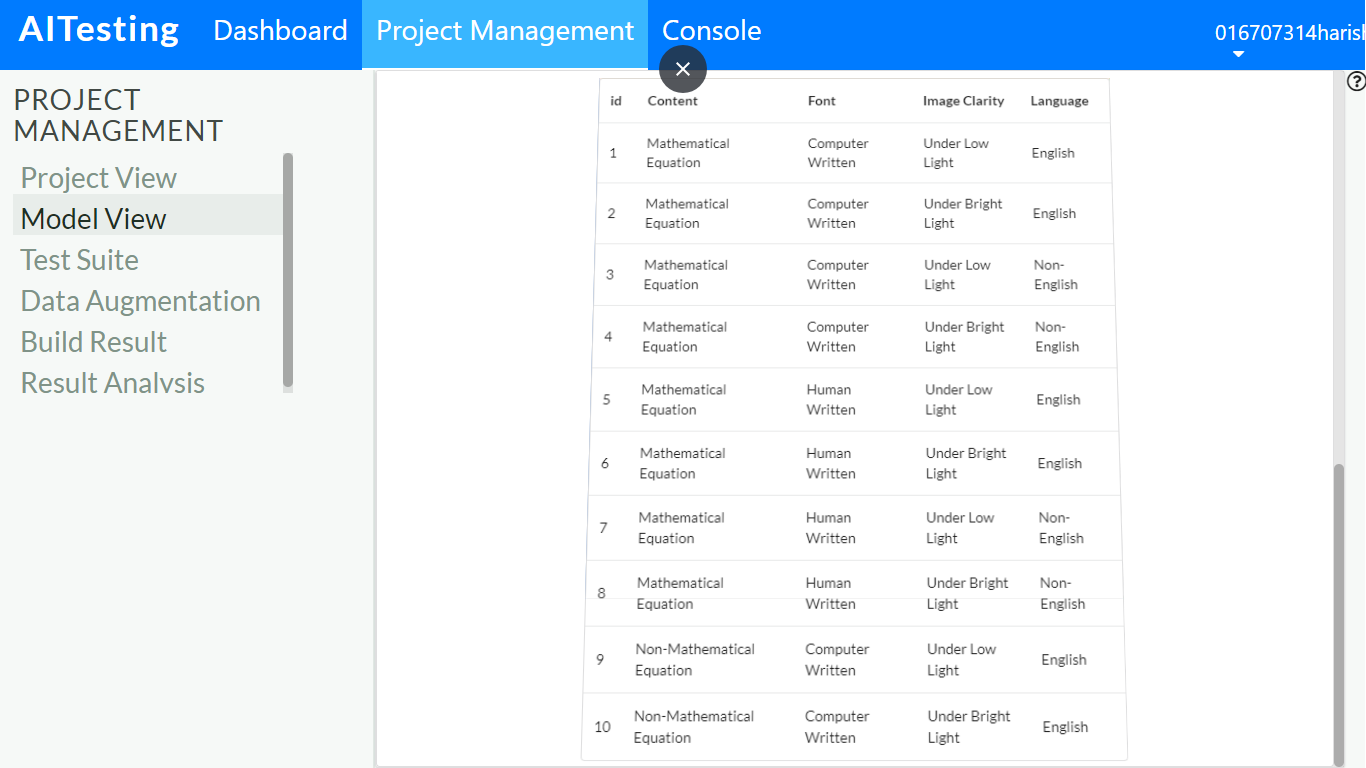 AITesting Dashboard Project Management Console 016707314harish
PROJECT
MANAGEMENT
Project View
Model View
Test Suite
Data Augmentation
Build Result
Result Analysis
id Content Font Image Clarity Language
1 Mathematical Equation Computer Written Under Low Light English
2 Mathematical Equation Computer Written Under Bright Light English
3 Mathematical Equation Computer Written Under Low Light Non-English
4 Mathematical Equation Computer Written Under Bright Light Non-English
5 Mathematical Equation Human Written Under Low Light English
6 Mathematical Equation Human Written Under Bright Light English
7 Mathematical Equation Human Written Under Low Light Non-English
8 Mathematical Equation Human Written Under Bright Light Non-English
9 Non-Mathematical Equation Computer Written Under Low Light English
10 Non-Mathematical Equation Computer Written Under Bright Light English